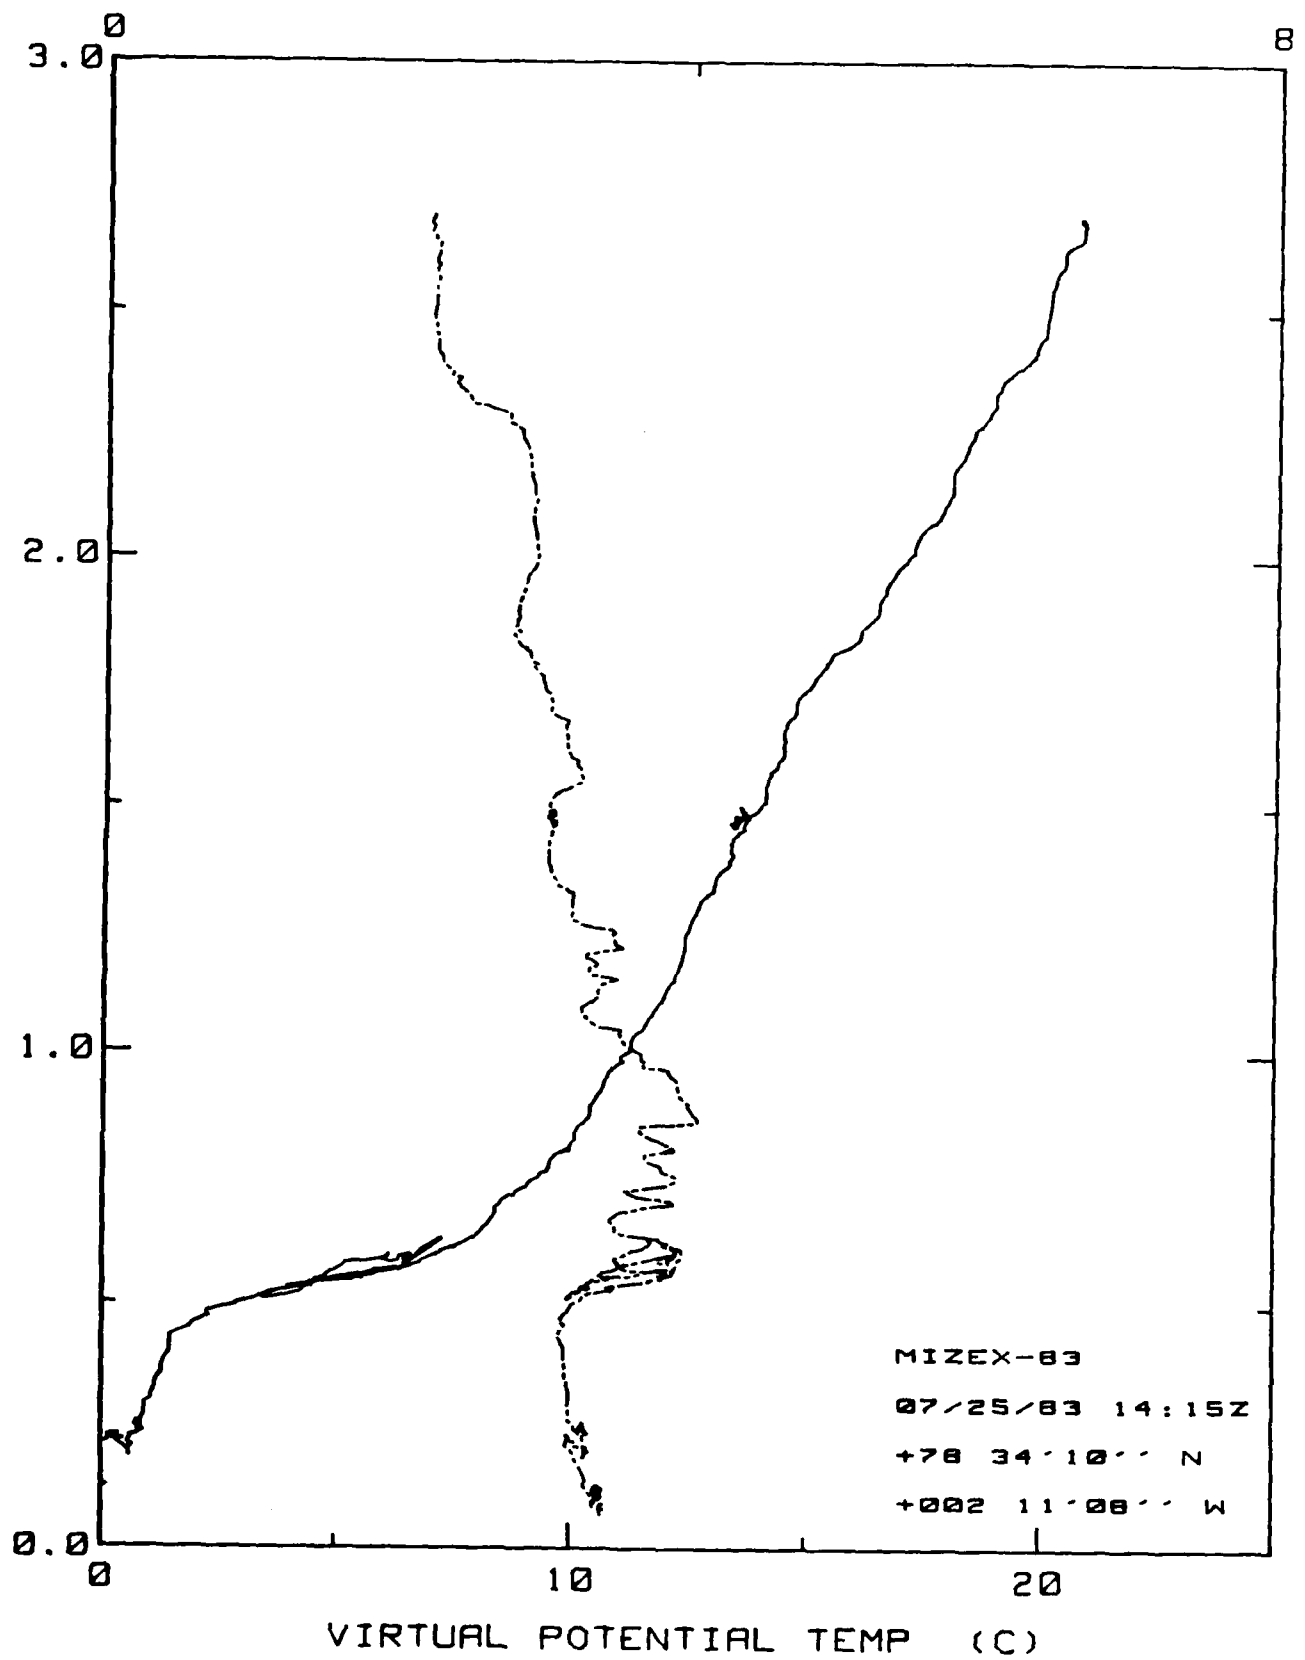 0 8
3.0
2.0
1.0
0.0
0 10 20
VIRTUAL POTENTIAL TEMP (C)
MIZEX-83
07/25/83 14:15Z
+78 34'10'' N
+002 11'08'' W